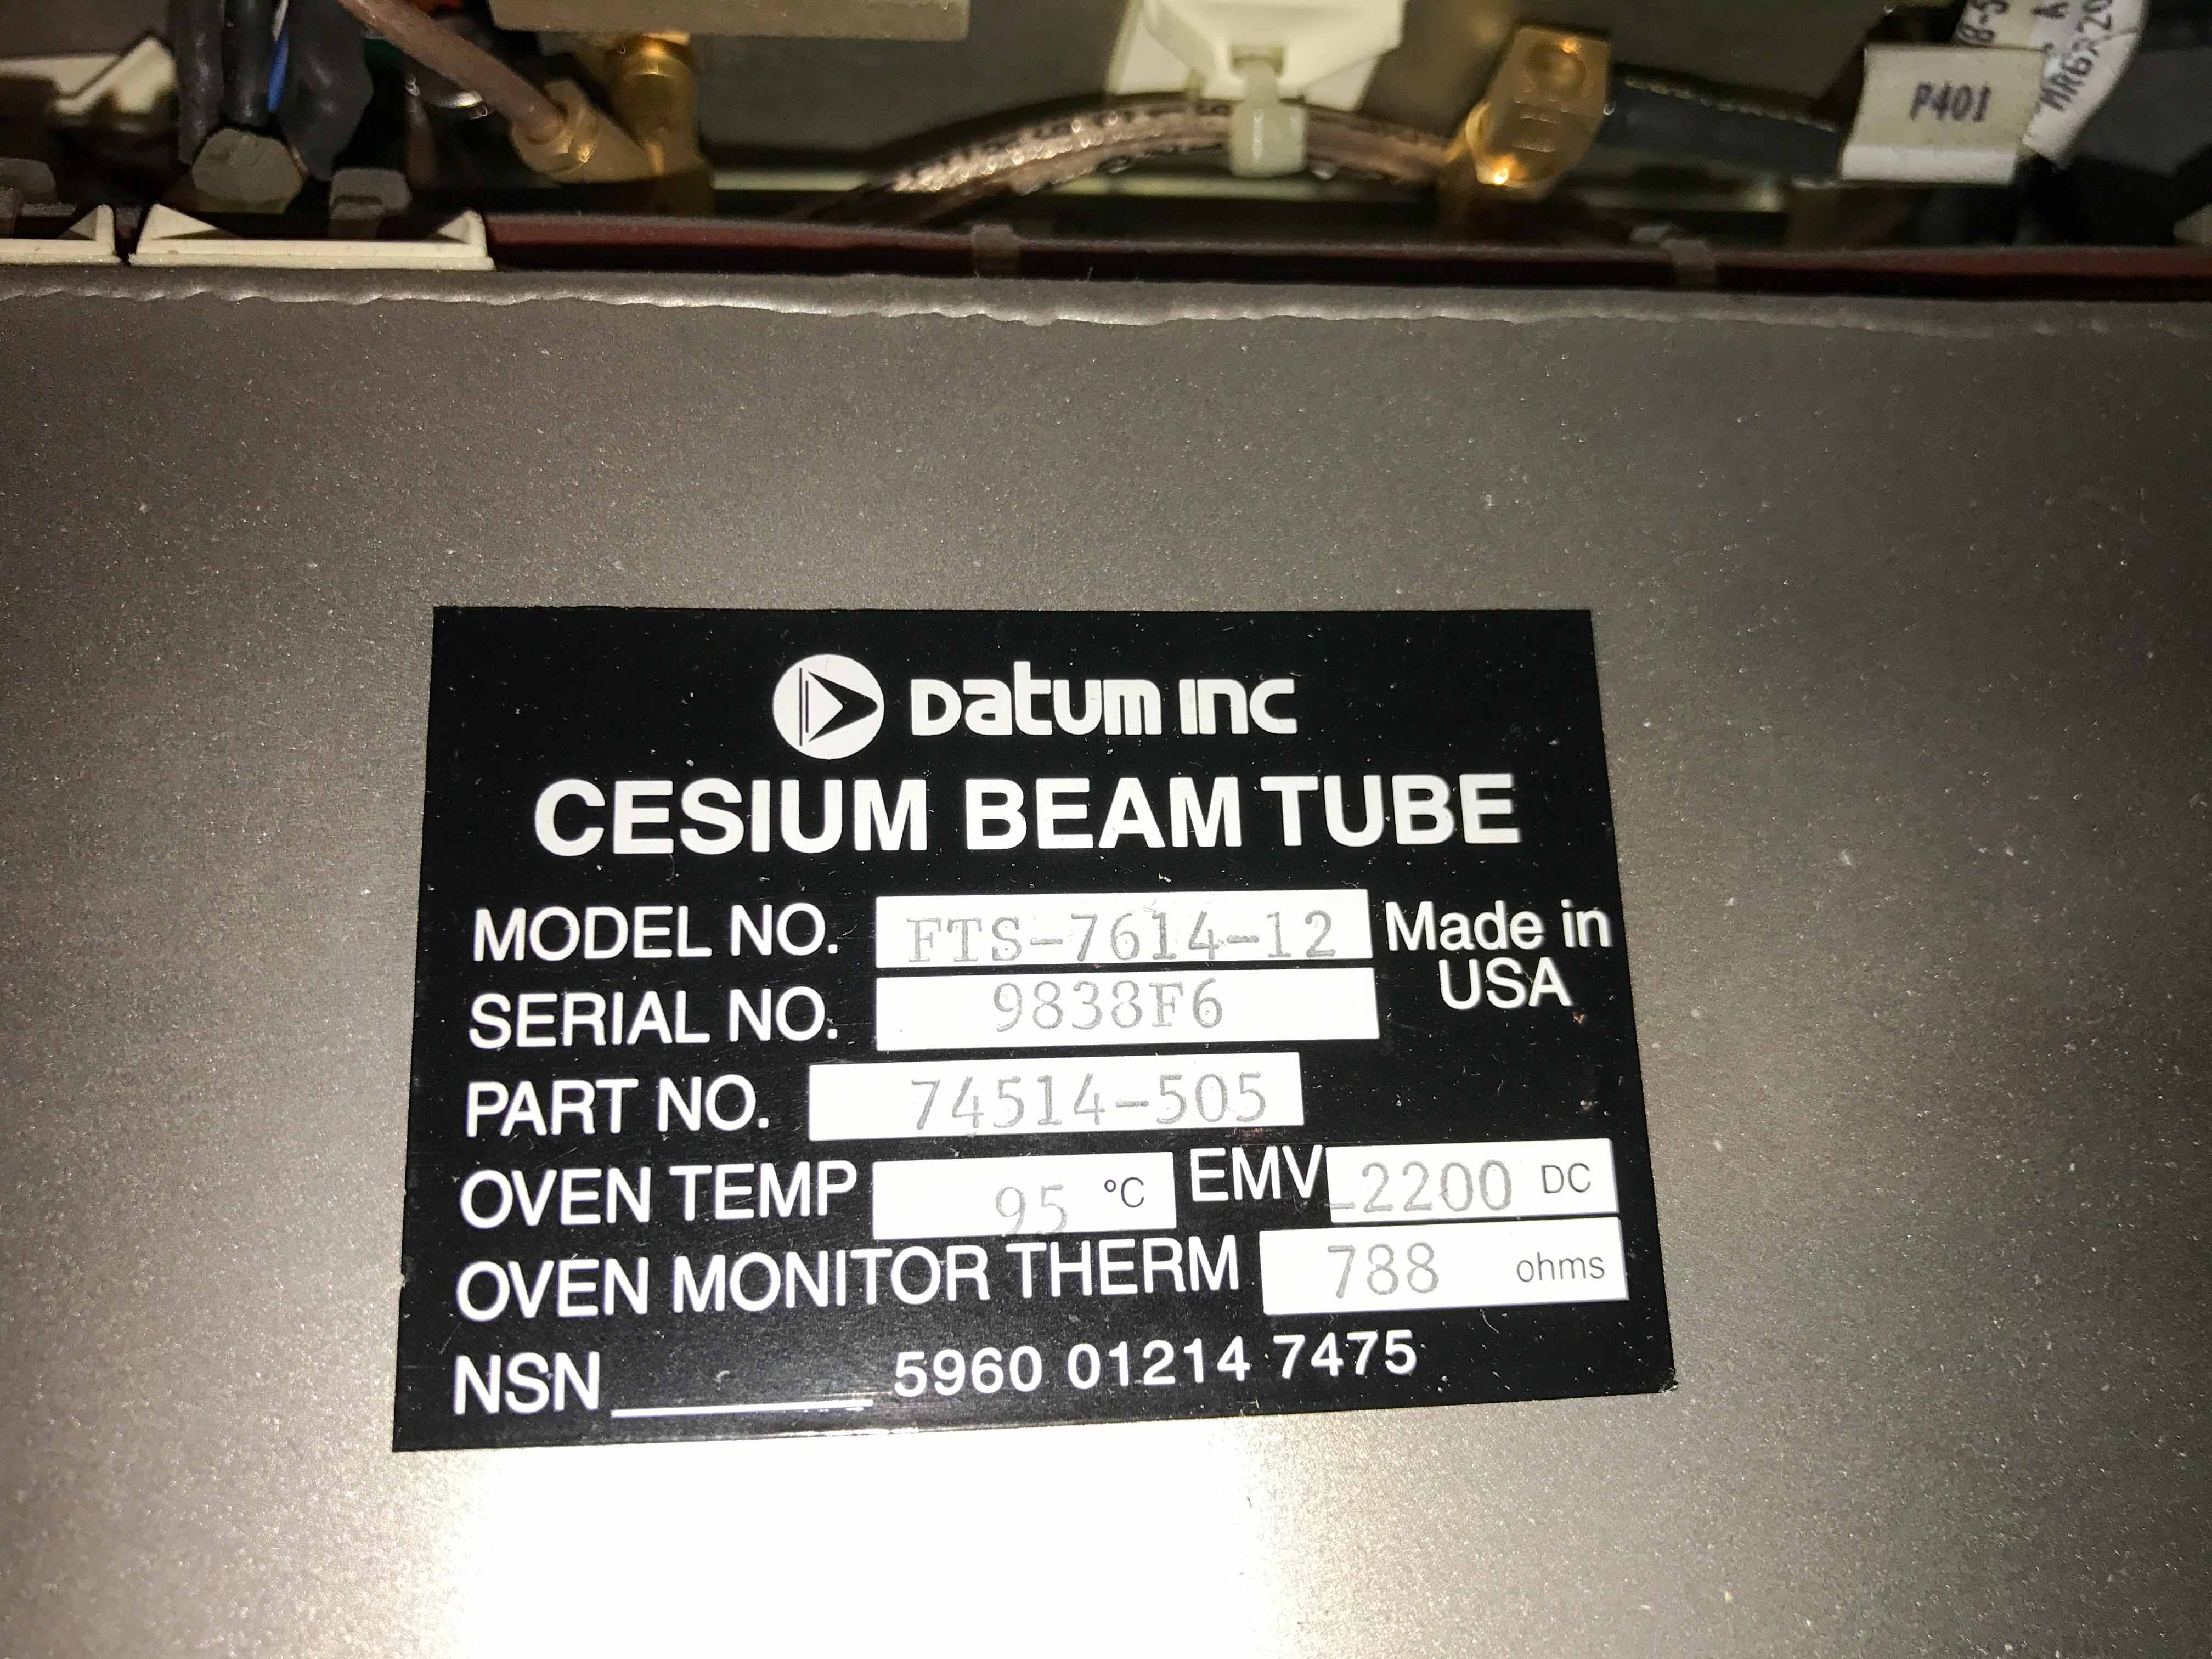 P401
Datum inc
CESIUM BEAM TUBE
MODEL NO. FTS-7614-12 Made in
USA
SERIAL NO. 9838F6
PART NO. 74514-505
OVEN TEMP 95 °C EMV -2200 DC
OVEN MONITOR THERM 788 ohms
NSN 5960 01214 7475